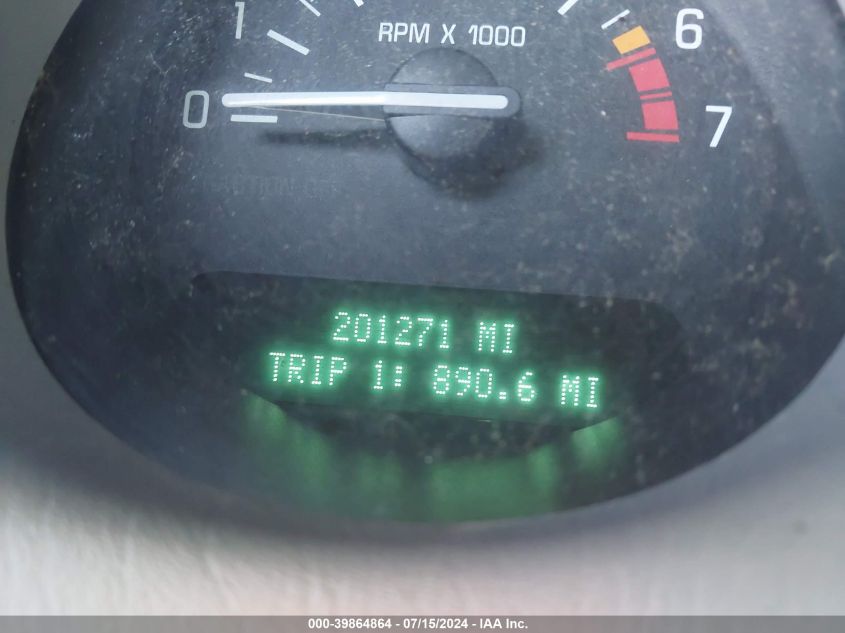 1
RPM X 1000
6
0
7
201271 MI
TRIP 1: 890.6 MI
000-39864864 / 07/15/2024 - IAA Inc.